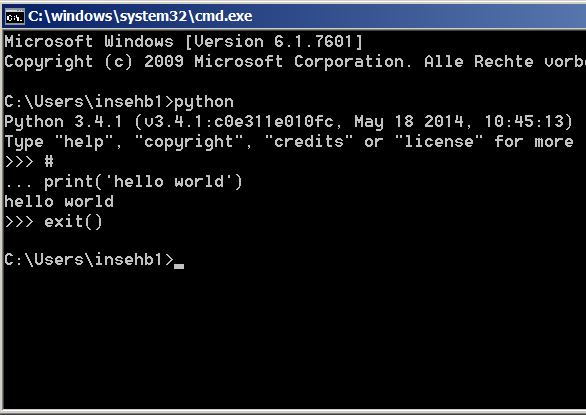 C:\windows\system32\cmd.exe
Microsoft Windows [Version 6.1.7601]
Copyright (c) 2009 Microsoft Corporation. Alle Rechte
C:\Users\insehb1>python
Python 3.4.1 (v3.4.1:c0e311e010fc, May 18 2014, 10:45:13)
Type "help", "copyright", "credits" or "license" for more
>>> #
... print('hello world')
hello world
>>> exit()
C:\Users\insehb1>_